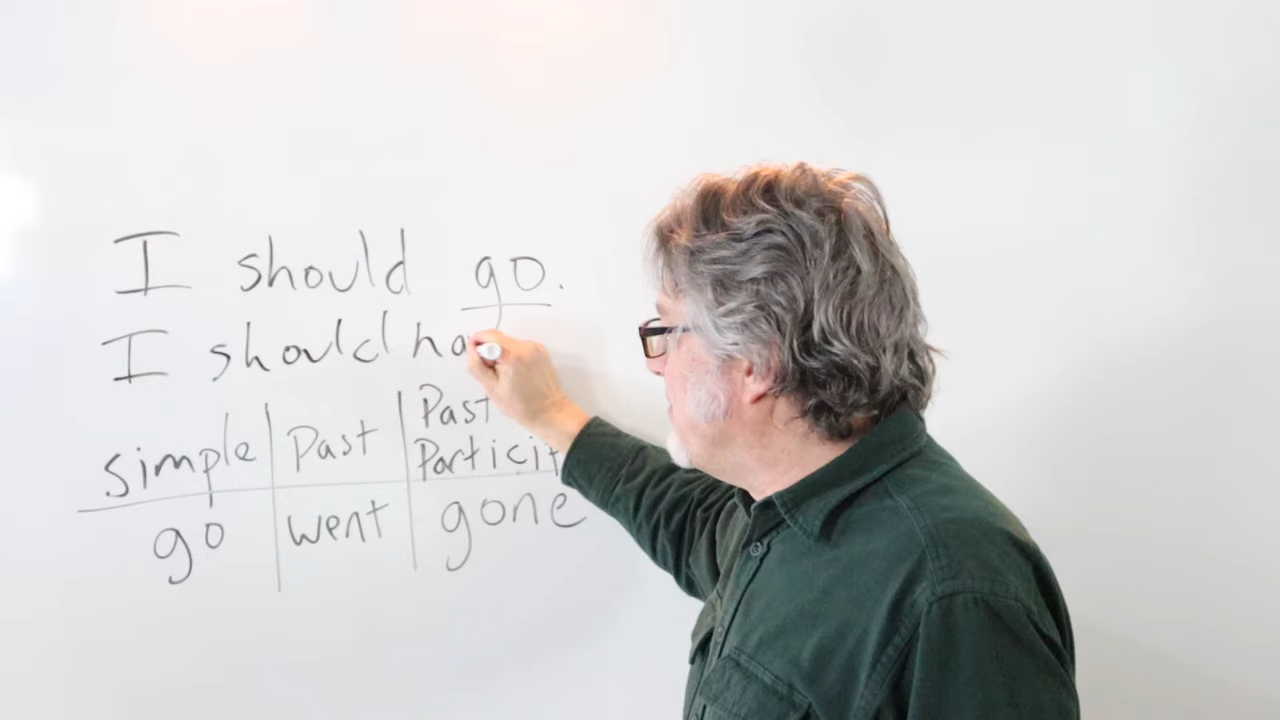 I should go.
I should ha
simple | Past | Past
Particip
go | went | gone